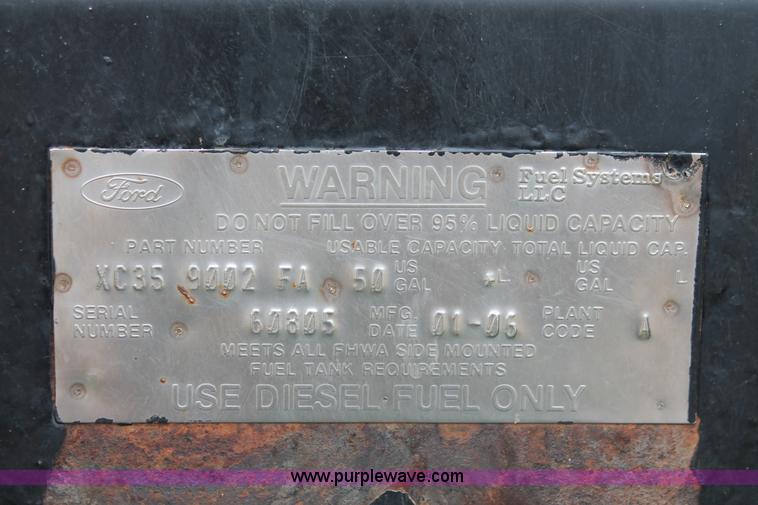 Ford
WARNING
Fuel Systems
LLC
DO NOT FILL OVER 95% LIQUID CAPACITY
PART NUMBER USABLE CAPACITY TOTAL LIQUID CAP.
XC35 9002 FA 50 US GAL L US GAL L
SERIAL NUMBER 60805 MFG. DATE 01-06 PLANT CODE A
MEETS ALL FHWA SIDE MOUNTED
FUEL TANK REQUIREMENTS
USE DIESEL FUEL ONLY
www.purplewave.com